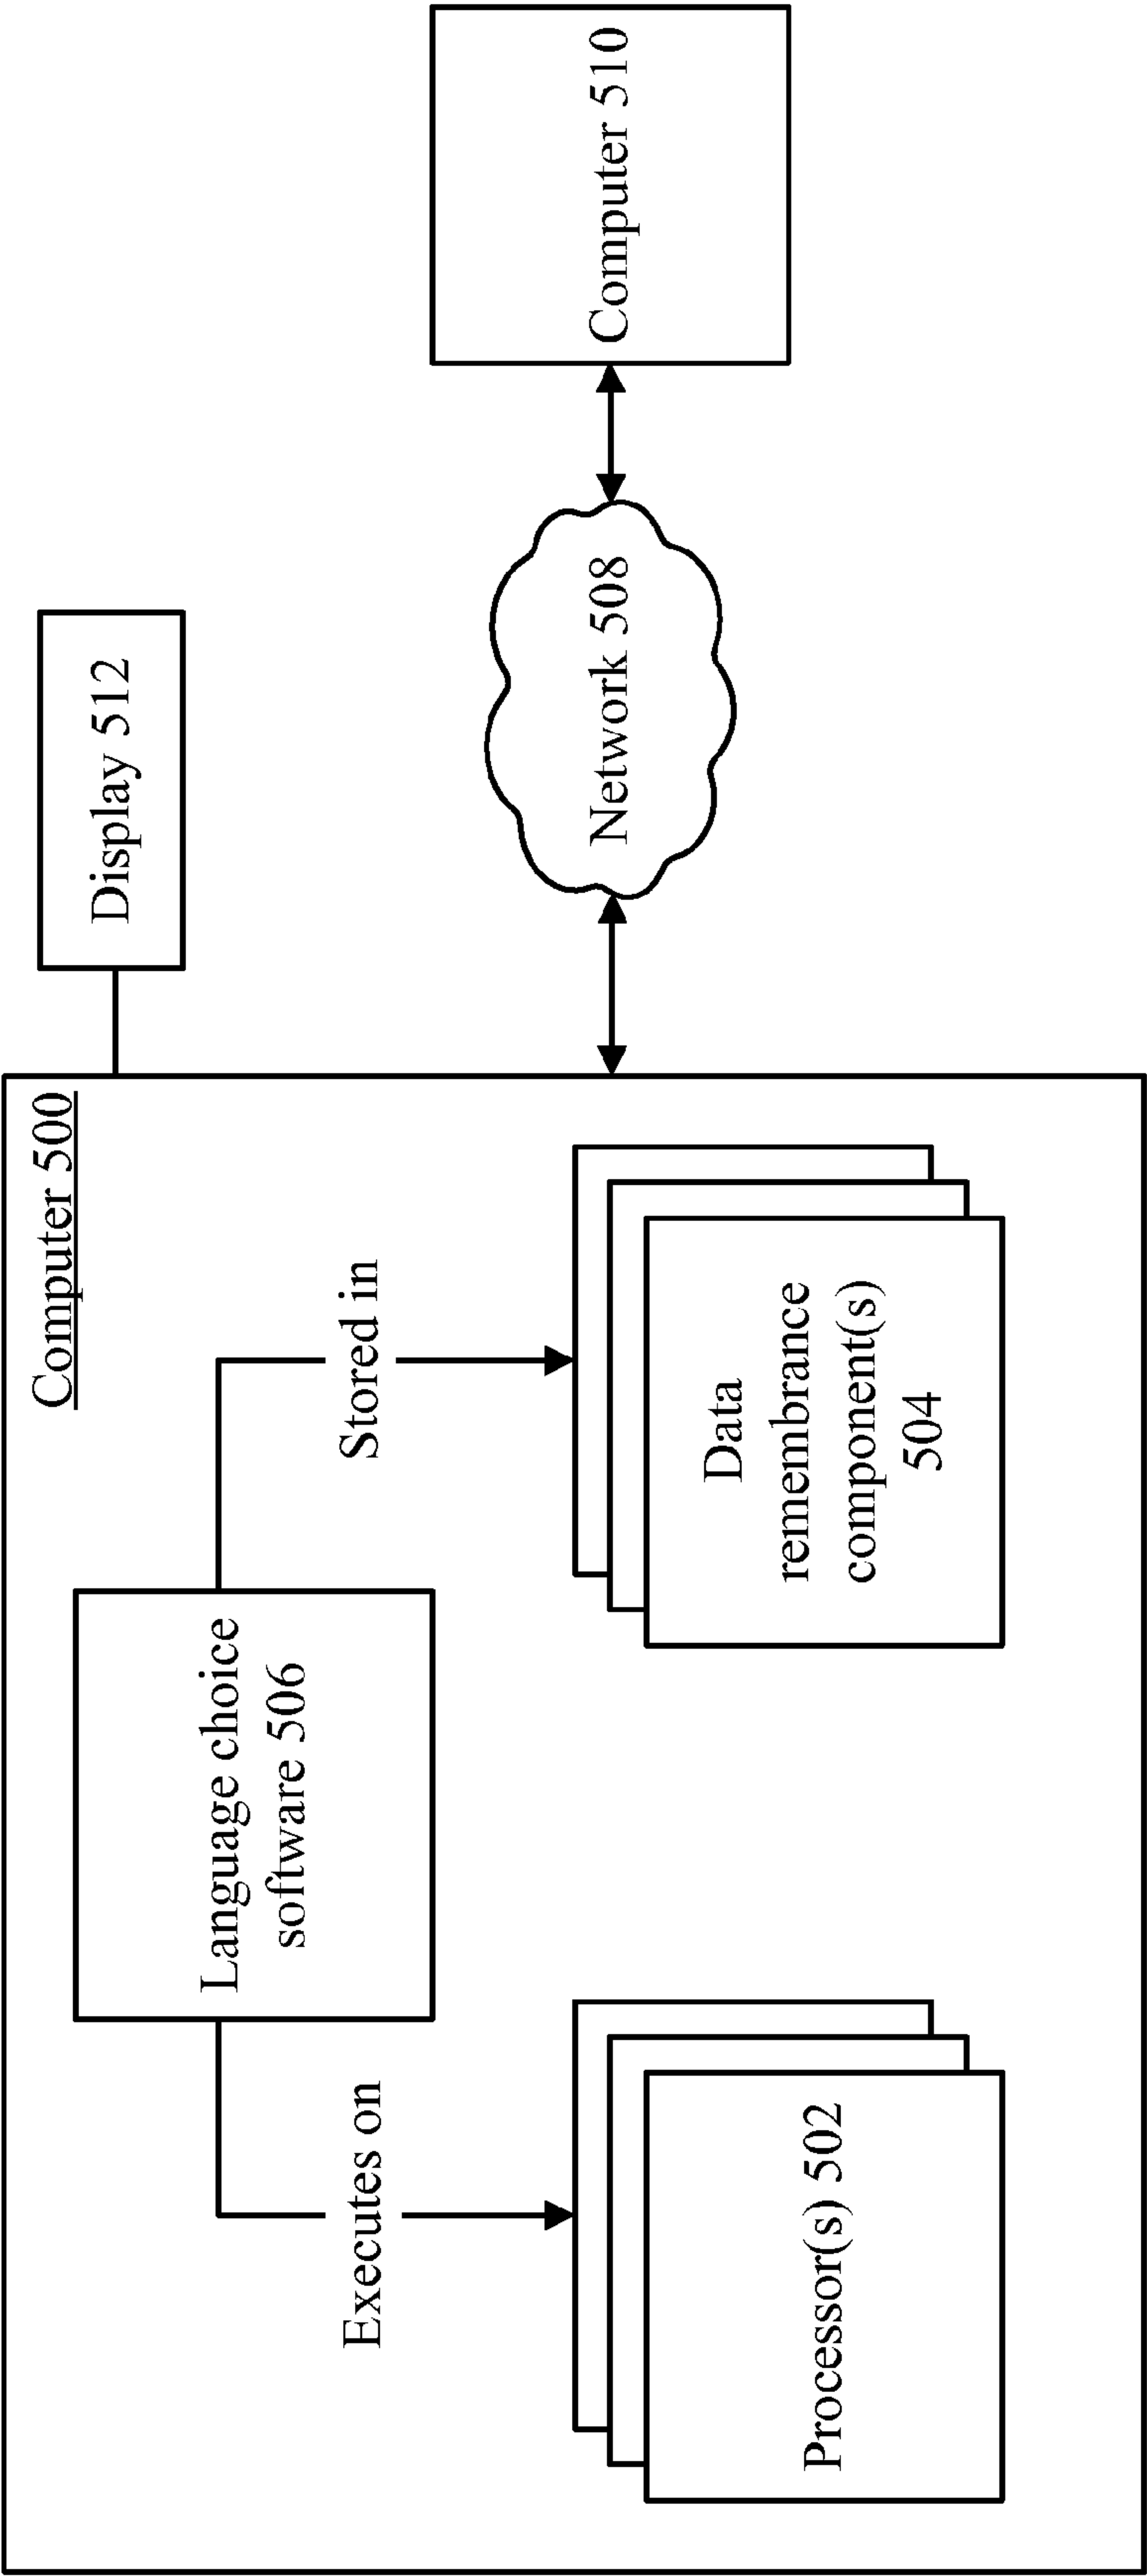 Computer 500
Language choice
software 506
Executes on
Stored in
Processor(s) 502
Data
remembrance
component(s)
504
Display 512
Network 508
Computer 510